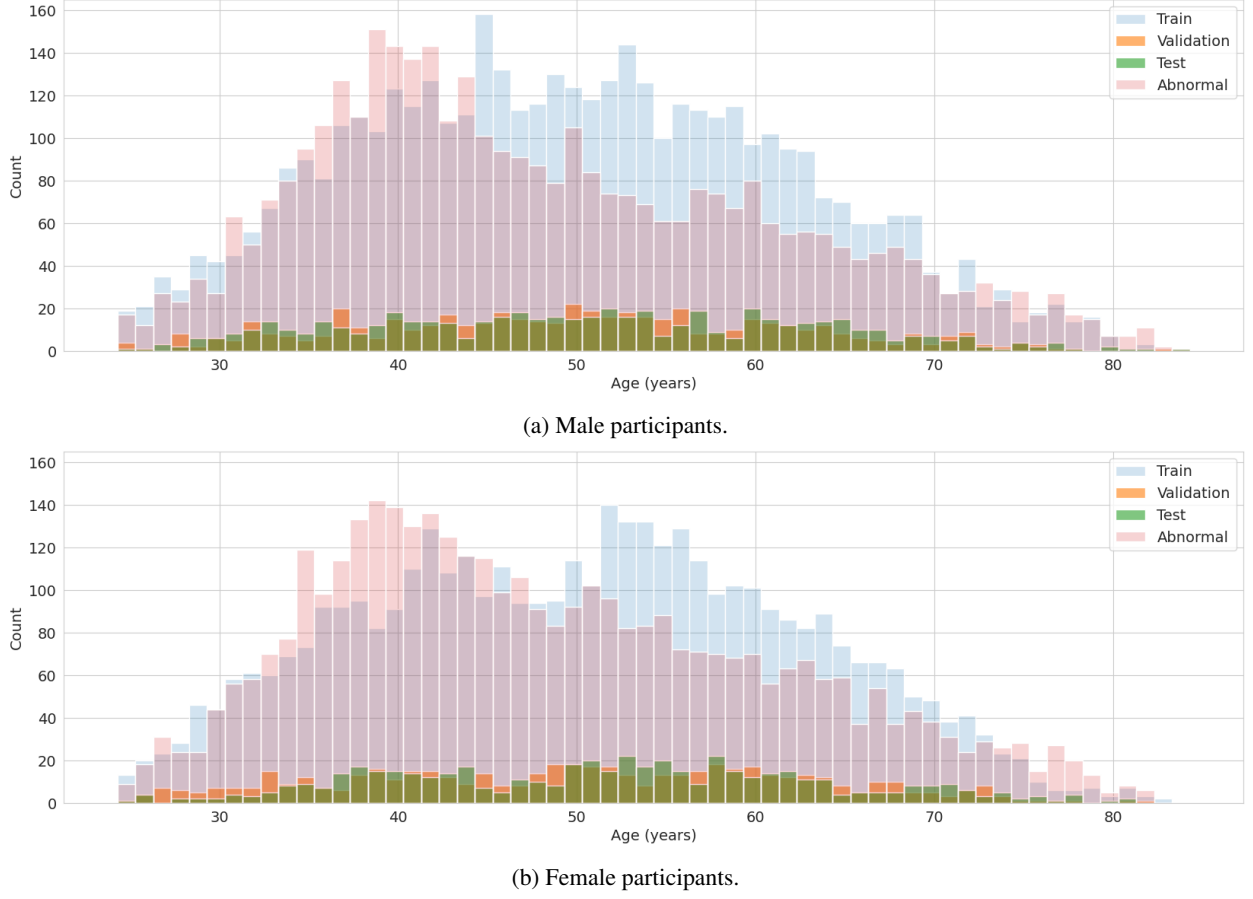 160
140
120
100
80
60
40
20
0
Count
30 40 50 60 70 80
Age (years)
Train
Validation
Test
Abnormal
(a) Male participants.
160
140
120
100
80
60
40
20
0
Count
30 40 50 60 70 80
Age (years)
Train
Validation
Test
Abnormal
(b) Female participants.